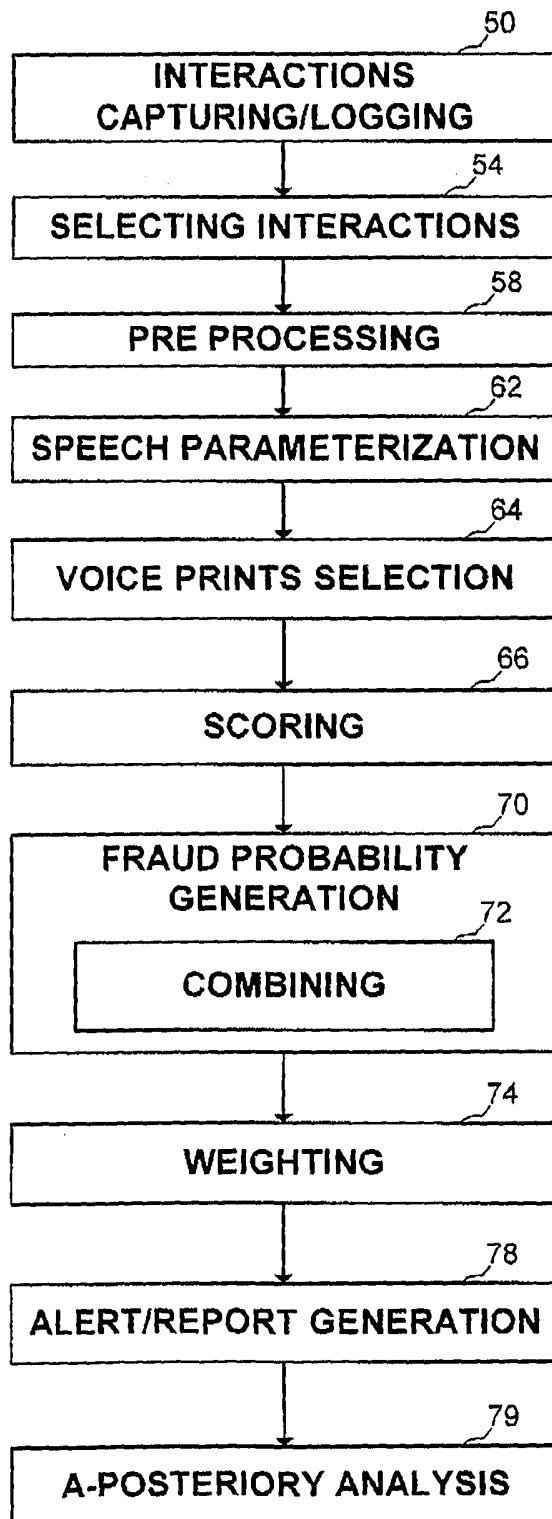 50
INTERACTIONS
CAPTURING/LOGGING
54
SELECTING INTERACTIONS
58
PRE PROCESSING
62
SPEECH PARAMETERIZATION
64
VOICE PRINTS SELECTION
66
SCORING
70
FRAUD PROBABILITY
GENERATION
72
COMBINING
74
WEIGHTING
78
ALERT/REPORT GENERATION
79
A-POSTERIORY ANALYSIS